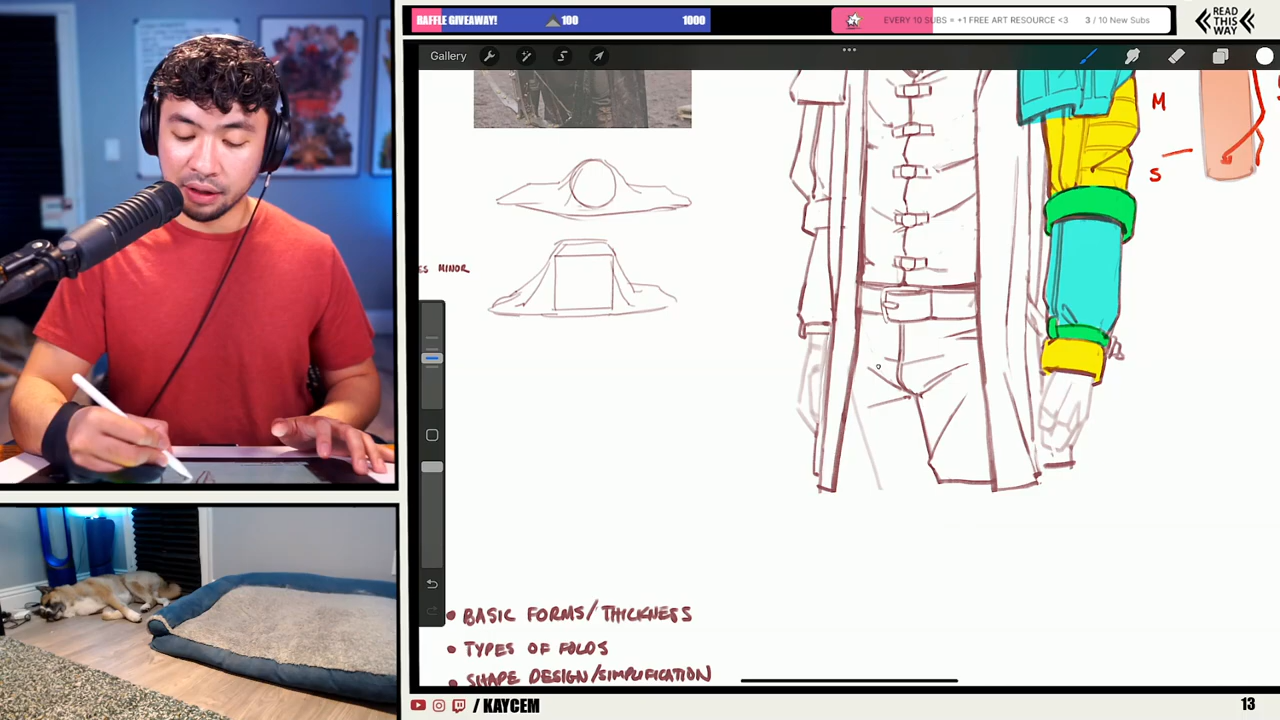 RAFFLE GIVEAWAY!
100
1000
EVERY 10 SUBS = +1 FREE ART RESOURCE <3
3 / 10 New Subs
READ
THIS
WAY
Gallery
M
S
ES MINOR
• BASIC FORMS/THICKNESS
• TYPES OF FOLDS
• SHAPE DESIGN/SIMPLIFICATION
/ KAYCEM
13